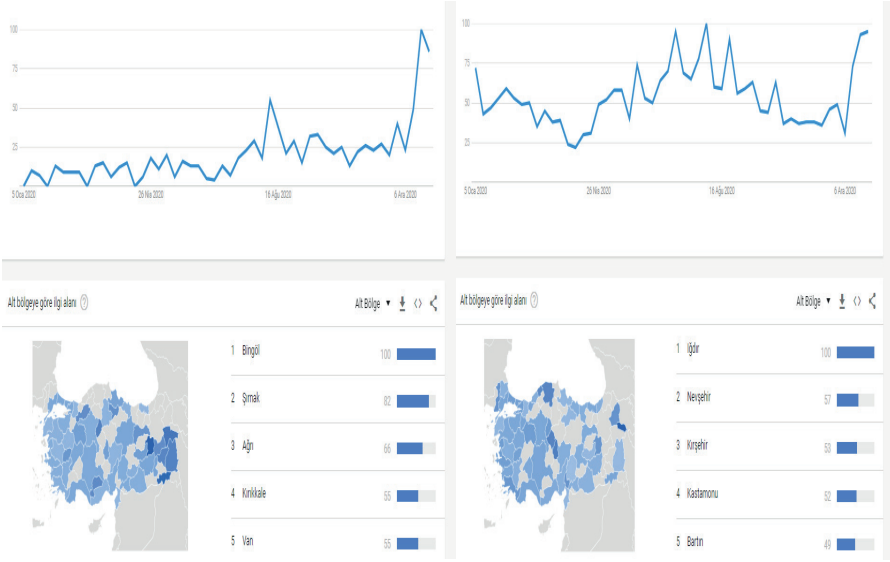 100
75
50
25
5 Oca 2020
26 Nis 2020
16 Ağu 2020
6 Ara 2020
Alt bölgeye göre ilgi alanı ?
Alt Bölge
1 Bingöl 100
2 Şırnak 82
3 Ağrı 66
4 Kırıkkale 55
5 Van 55
100
75
50
25
5 Oca 2020
26 Nis 2020
16 Ağu 2020
6 Ara 2020
Alt bölgeye göre ilgi alanı ?
Alt Bölge
1 Iğdır 100
2 Nevşehir 57
3 Kırşehir 53
4 Kastamonu 52
5 Bartın 49